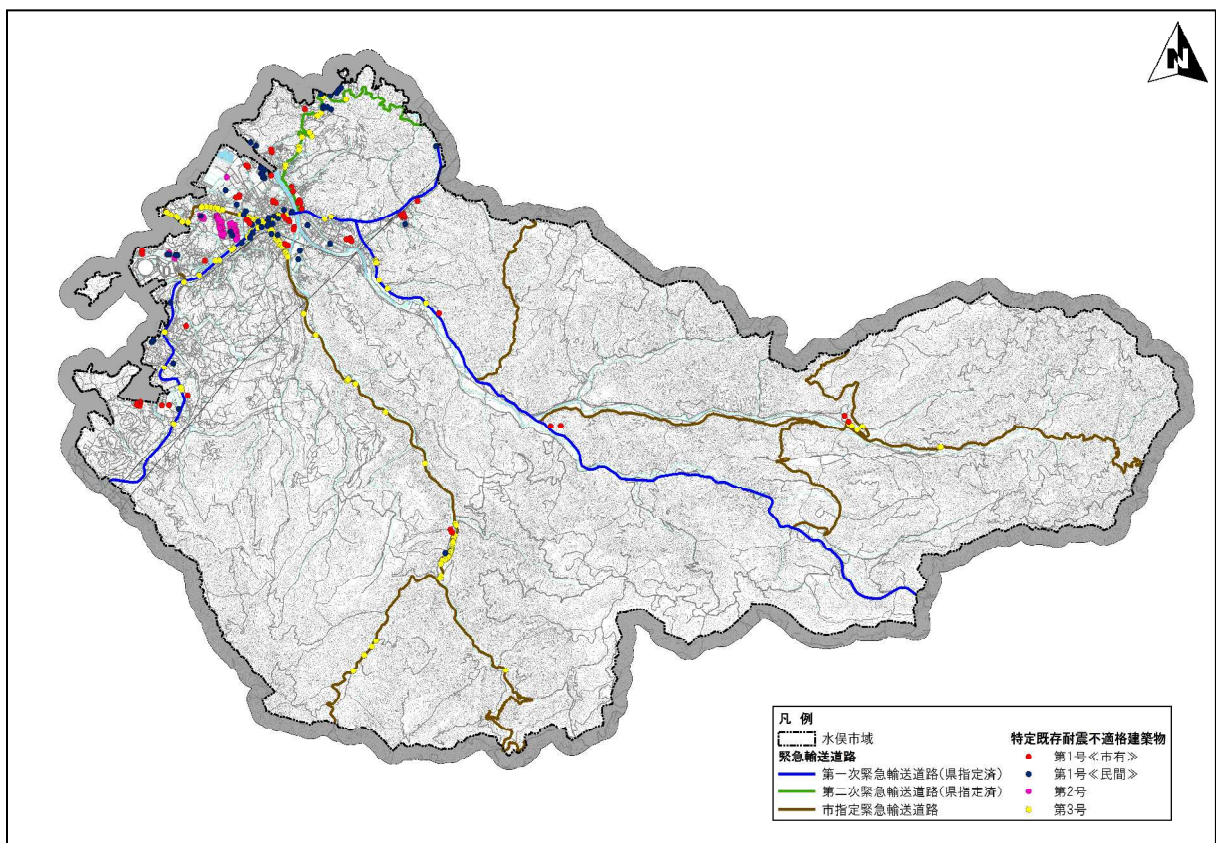 N
凡 例
水俣市域
緊急輸送道路
第一次緊急輸送道路(県指定済)
第二次緊急輸送道路(県指定済)
市指定緊急輸送道路
特定既存耐震不適格建築物
第1号≪市有≫
第1号≪民間≫
第2号
第3号